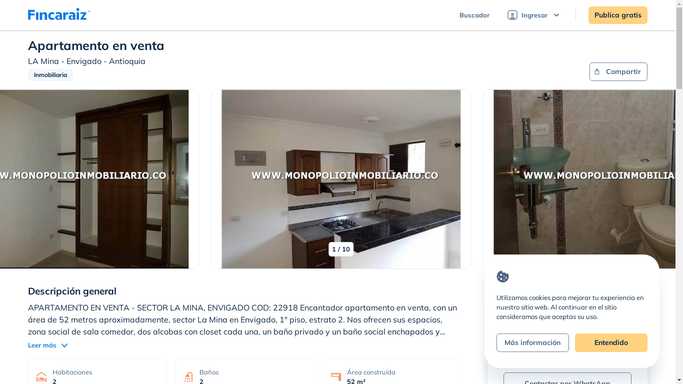 Fincaraiz
Buscador
Ingresar
Publica gratis
Apartamento en venta
LA Mina - Envigado - Antioquia
Inmobiliaria
Compartir
WWW.MONOPOLIOINMOBILIARIO.CO
WWW.MONOPOLIOINMOBILIARIO.CO
WWW.MONOPOLIOINMOBILIA
1 / 10
Descripción general
APARTAMENTO EN VENTA - SECTOR LA MINA, ENVIGADO COD: 22918 Encantador apartamento en venta, con un
área de 52 metros aproximadamente, sector La Mina en Envigado, 1° piso, estrato 2. Nos ofrecen sus espacios,
zona social de sala comedor, dos alcobas con closet cada una, un baño privado y un baño social enchapados y...
Leer más
Habitaciones
2
Baños
2
Área construida
52 m²
Utilizamos cookies para mejorar tu experiencia en
nuestro sitio web. Al continuar en el sitio
consideramos que aceptas su uso.
Más información
Entendido
Contactar por WhatsApp